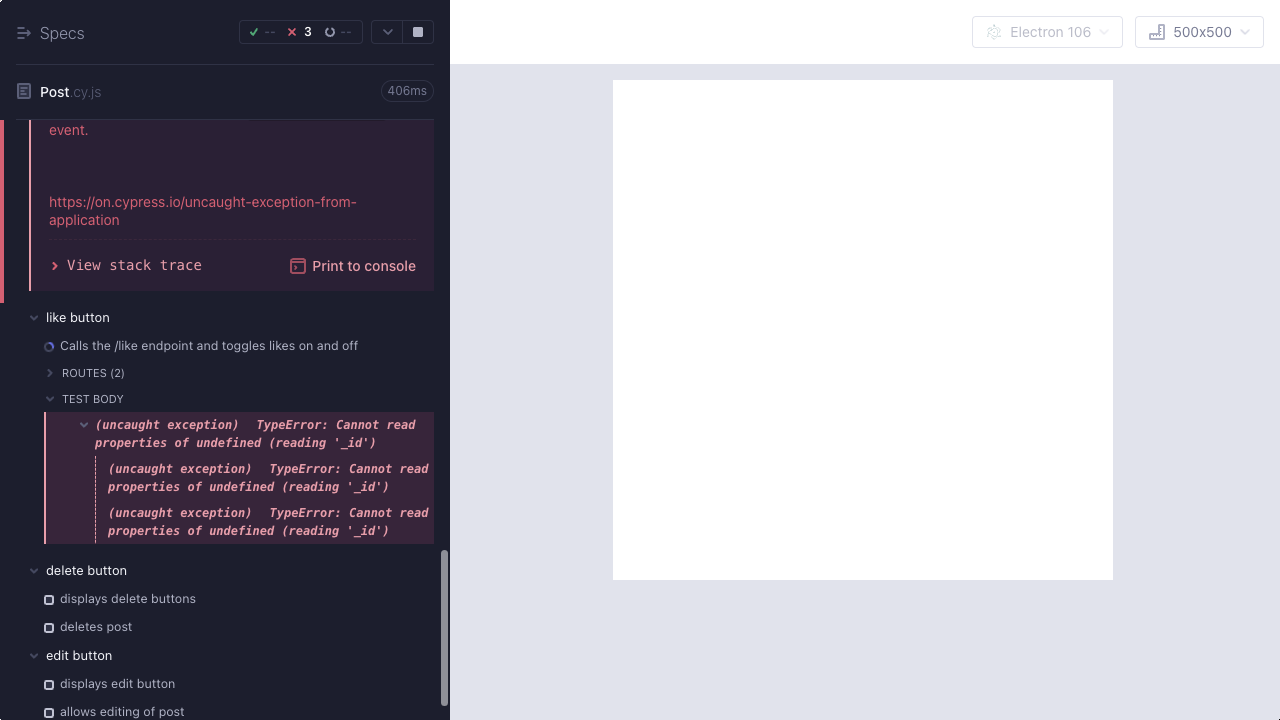 Specs
-- 3 --
Electron 106
500x500
Post.cy.js
406ms
event.
https://on.cypress.io/uncaught-exception-from-
application
View stack trace
Print to console
like button
Calls the /like endpoint and toggles likes on and off
ROUTES (2)
TEST BODY
(uncaught exception) TypeError: Cannot read
properties of undefined (reading '_id')
(uncaught exception) TypeError: Cannot read
properties of undefined (reading '_id')
(uncaught exception) TypeError: Cannot read
properties of undefined (reading '_id')
delete button
displays delete buttons
deletes post
edit button
displays edit button
allows editing of post